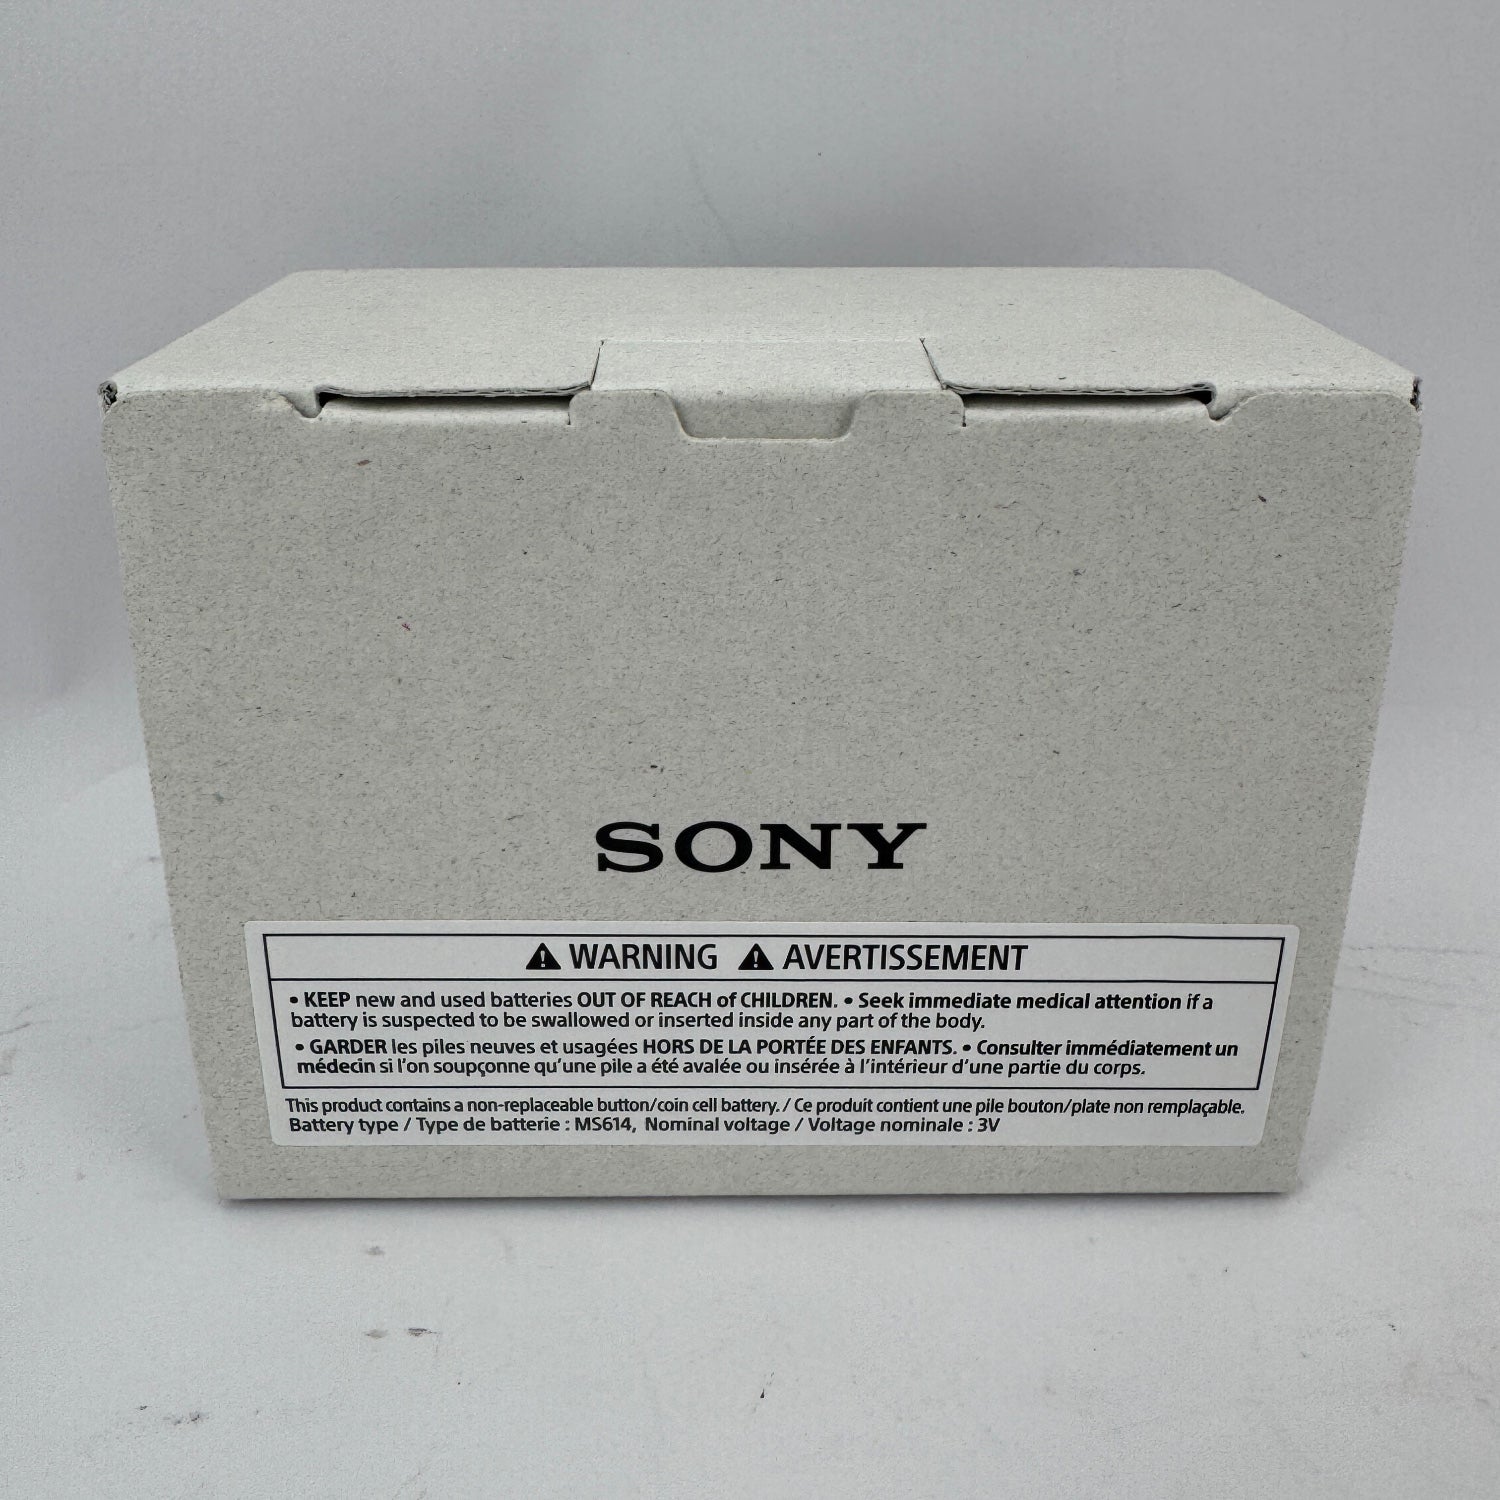 SONY
⚠ WARNING ⚠ AVERTISSEMENT
• KEEP new and used batteries OUT OF REACH of CHILDREN. • Seek immediate medical attention if a
battery is suspected to be swallowed or inserted inside any part of the body.
• GARDER les piles neuves et usagées HORS DE LA PORTÉE DES ENFANTS. • Consulter immédiatement un
médecin si l'on soupçonne qu'une pile a été avalée ou insérée à l'intérieur d'une partie du corps.
This product contains a non-replaceable button/coin cell battery. / Ce produit contient une pile bouton/plate non remplaçable.
Battery type / Type de batterie : MS614, Nominal voltage / Voltage nominale : 3V